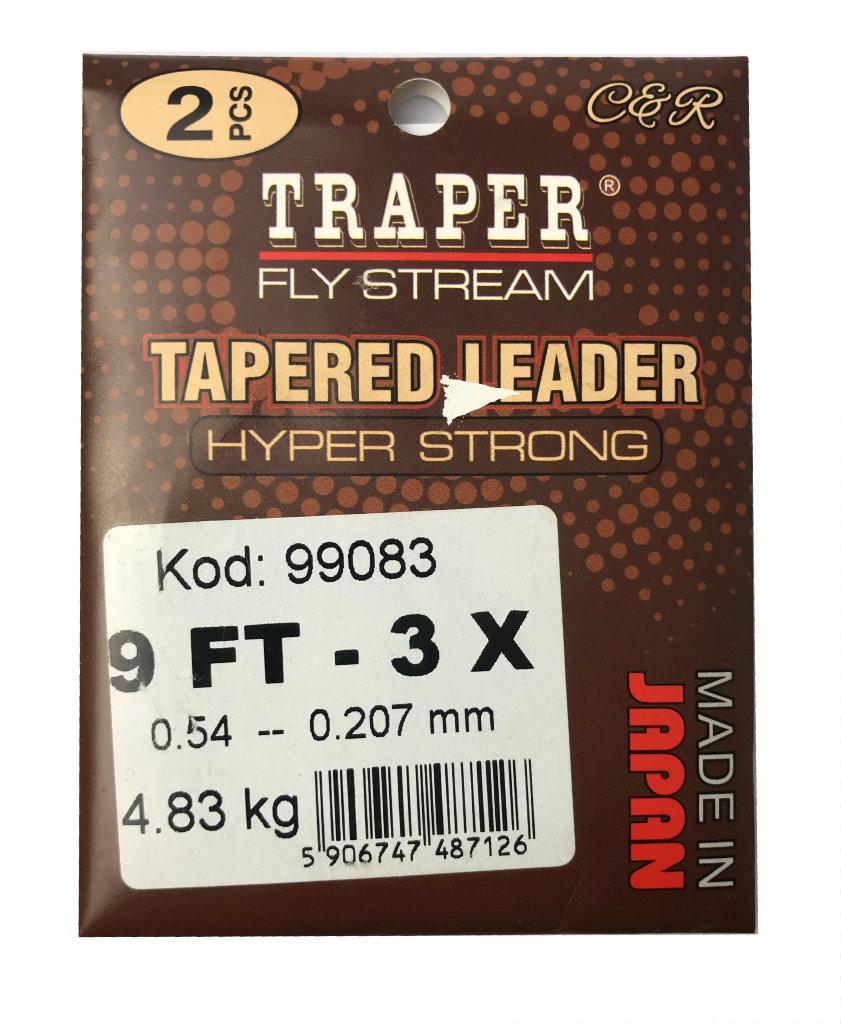 2 PCS
C&R
TRAPER®
FLY STREAM
TAPERED LEADER
HYPER STRONG
Kod: 99083
9 FT - 3 X
0.54 -- 0.207 mm
4.83 kg
5 906747 487126
MADE IN
JAPAN